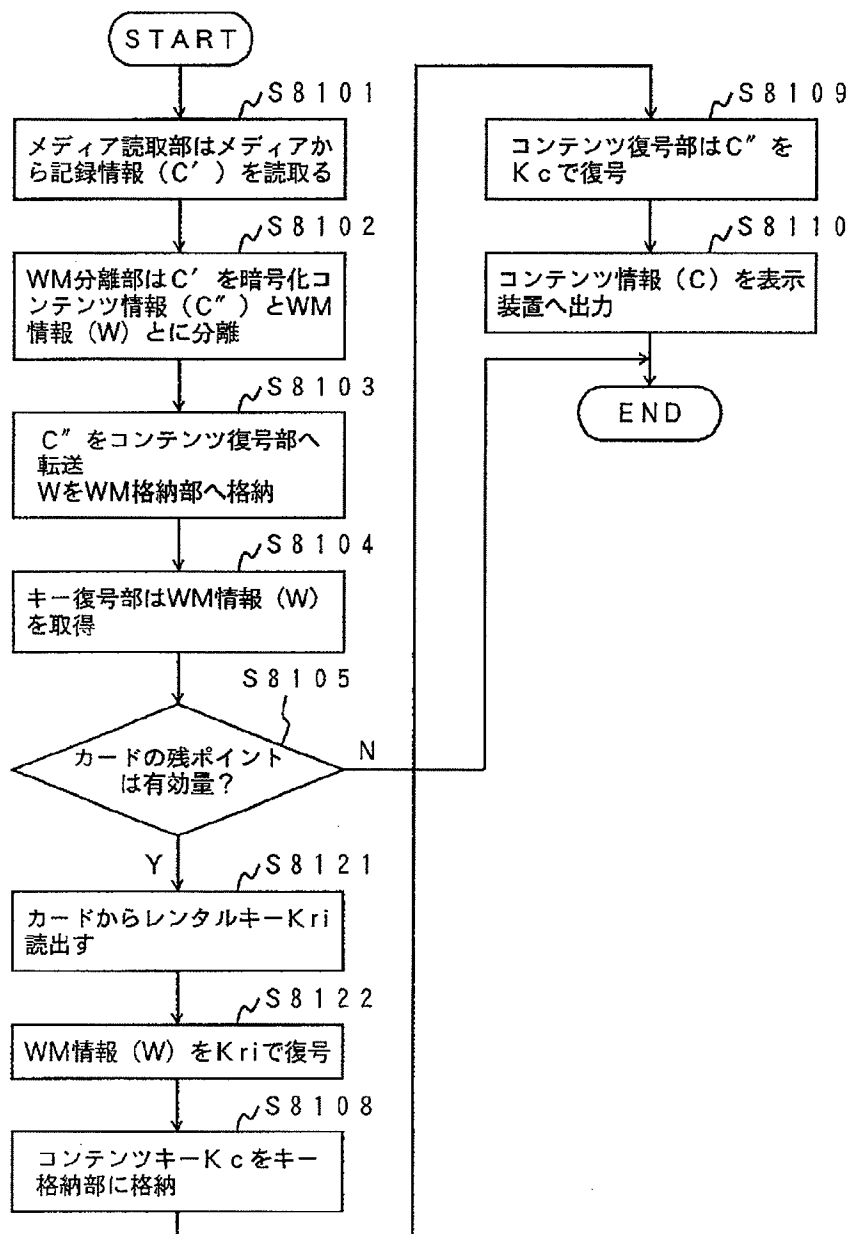 START
S8101
メディア読取部はメディアか
ら記録情報（C′）を読取る
S8102
WM分離部はC′を暗号化コ
ンテンツ情報（C″）とWM
情報（W）とに分離
S8103
C″をコンテンツ復号部へ
転送
WをWM格納部へ格納
S8104
キー復号部はWM情報（W）
を取得
S8105
カードの残ポイント
は有効量？
N
Y
S8121
カードからレンタルキーKri
読出す
S8122
WM情報（W）をKriで復号
S8108
コンテンツキーKcをキー
格納部に格納
S8109
コンテンツ復号部はC″を
Kcで復号
S8110
コンテンツ情報（C）を表示
装置へ出力
END